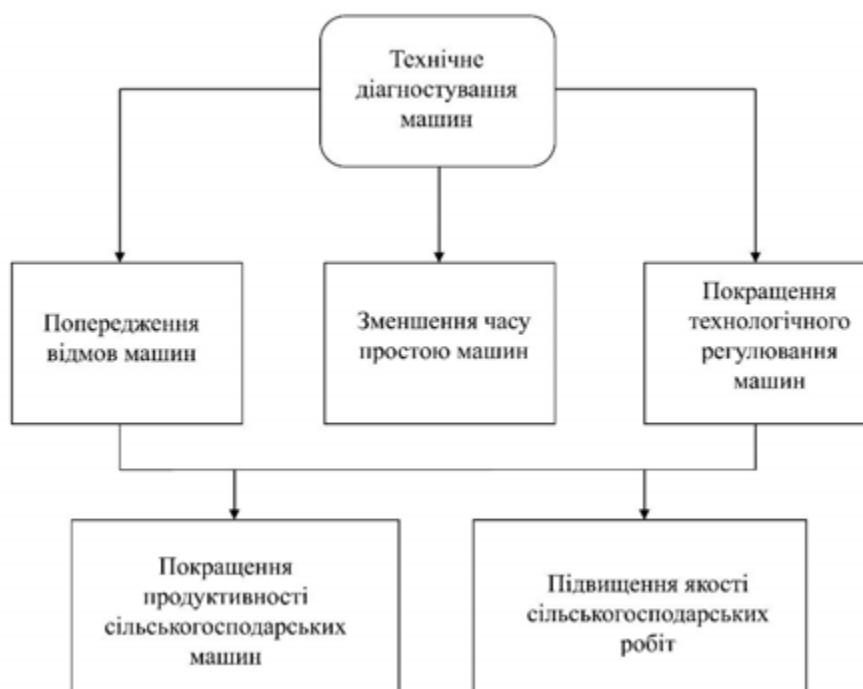 Технічне
діагностування
машин
Попередження
відмов машин
Зменшення часу
простою машин
Покращення
технологічного
регулювання
машин
Покращення
продуктивності
сільськогосподарських
машин
Підвищення якості
сільськогосподарських
робіт